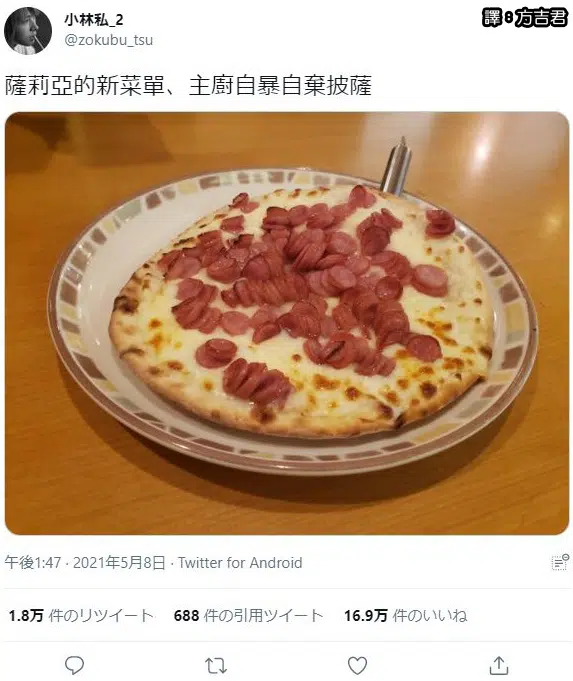 小林私_2
譯8方吉君
@zokubu_tsu
薩莉亞的新菜單、主廚自暴自棄披薩
午後1:47 · 2021年5月8日 · Twitter for Android
1.8万 件のリツイート 688 件の引用ツイート 16.9万 件のいいね